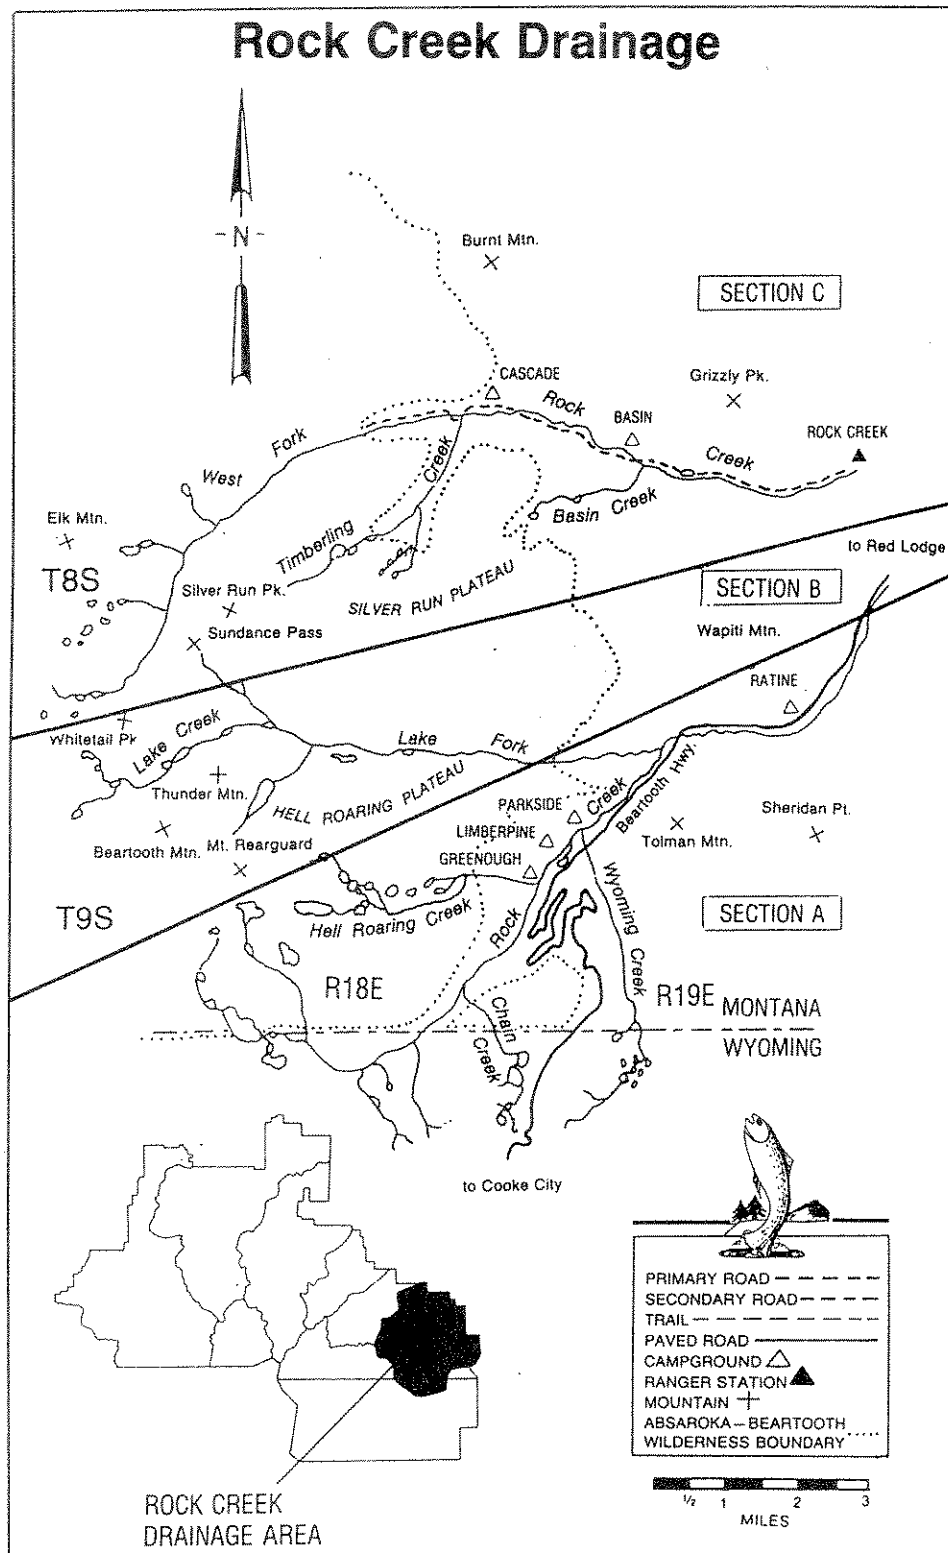 Rock Creek Drainage
N
Burnt Mtn.
SECTION C
CASCADE
Grizzly Pk.
Rock
BASIN
ROCK CREEK
Fork
West
Creek
Creek
Basin Creek
Elk Mtn.
Timberling
to Red Lodge
T8S
SILVER RUN PLATEAU
Silver Run Pk.
SECTION B
Sundance Pass
Wapiti Mtn.
RATINE
Whitetail Pk
Lake Creek
Lake
Fork
Beartooth Hwy.
Thunder Mtn.
HELL ROARING PLATEAU
PARKSIDE
Creek
Sheridan Pt.
LIMBERPINE
Tolman Mtn.
Beartooth Mtn.
Mt. Rearguard
GREENOUGH
Wyoming Creek
T9S
Hell Roaring Creek
Rock
SECTION A
R18E
R19E
MONTANA
WYOMING
Chain
Creek
to Cooke City
PRIMARY ROAD
SECONDARY ROAD
TRAIL
PAVED ROAD
CAMPGROUND
RANGER STATION
MOUNTAIN
ABSAROKA – BEARTOOTH
WILDERNESS BOUNDARY
½ 1 2 3
MILES
ROCK CREEK
DRAINAGE AREA